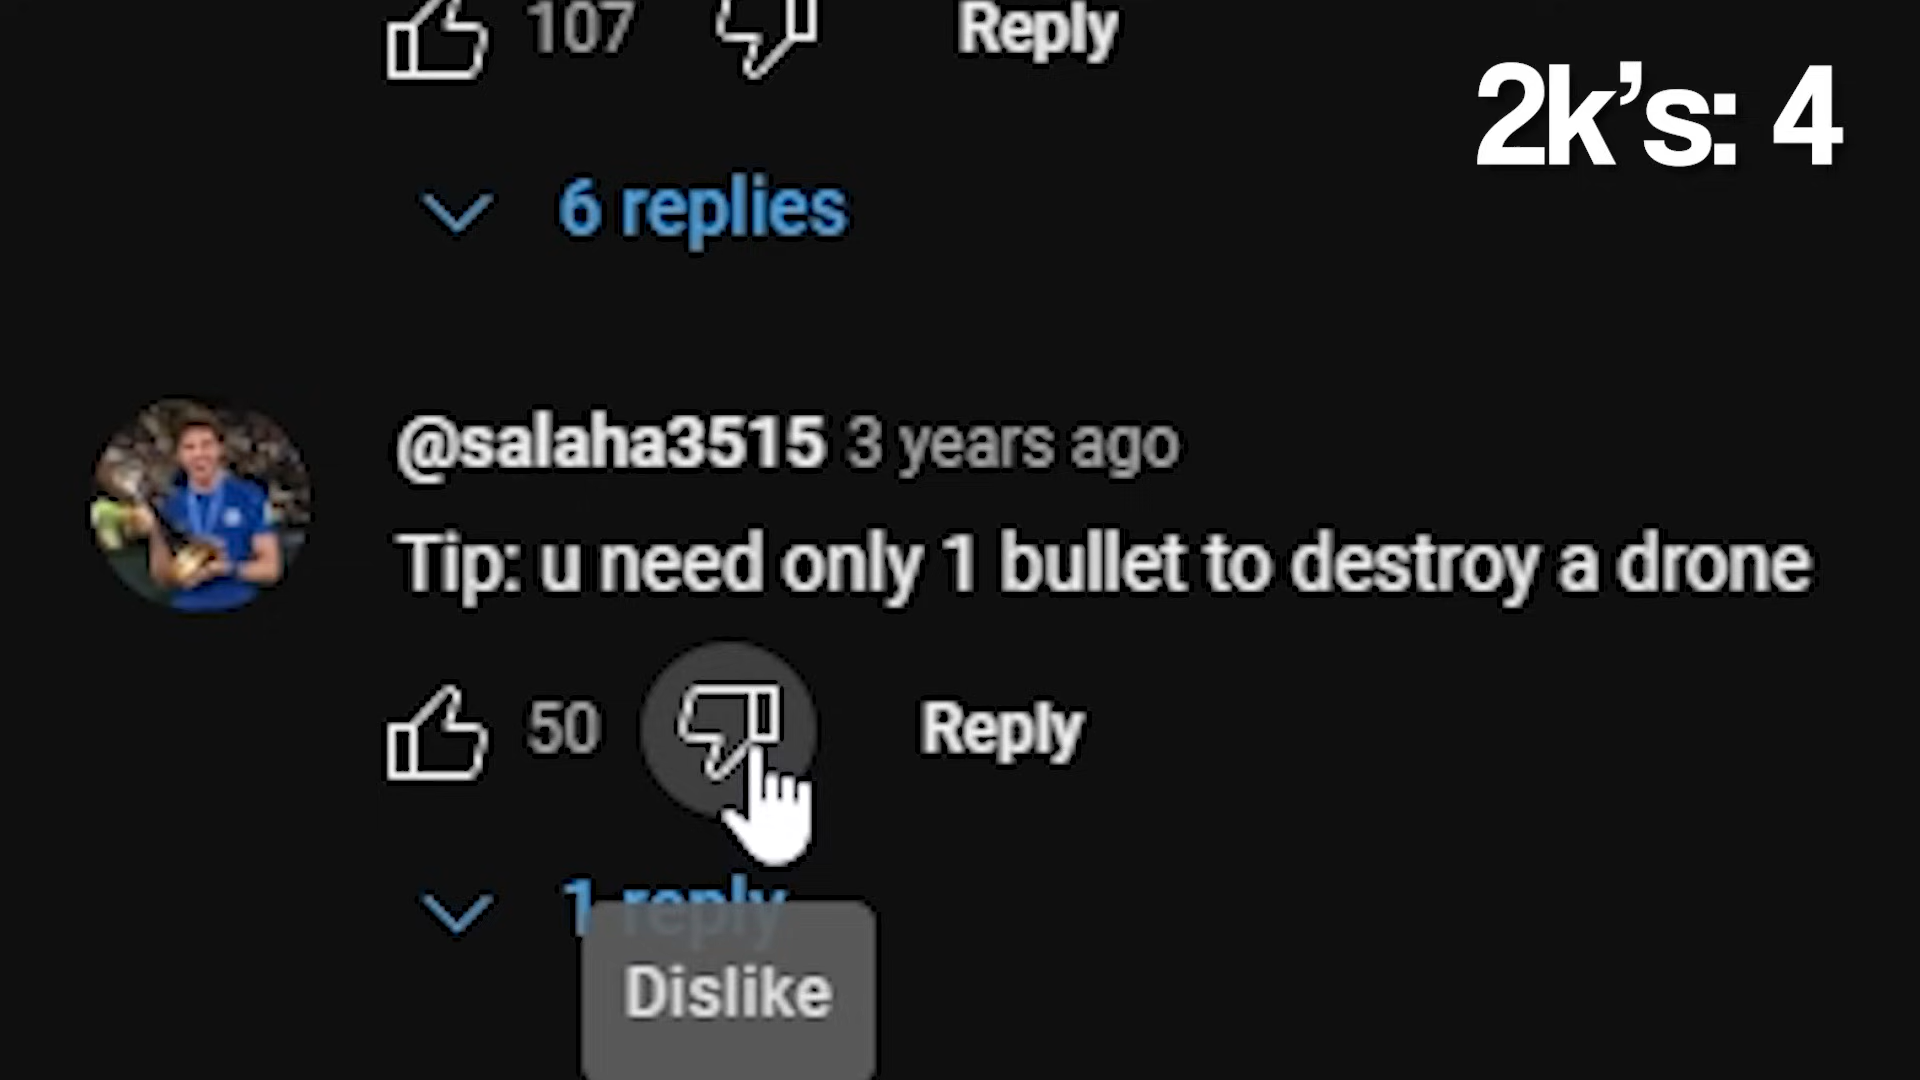 107 Reply
2k’s: 4
6 replies
@salaha3515 3 years ago
Tip: u need only 1 bullet to destroy a drone
50 Reply
1 reply
Dislike